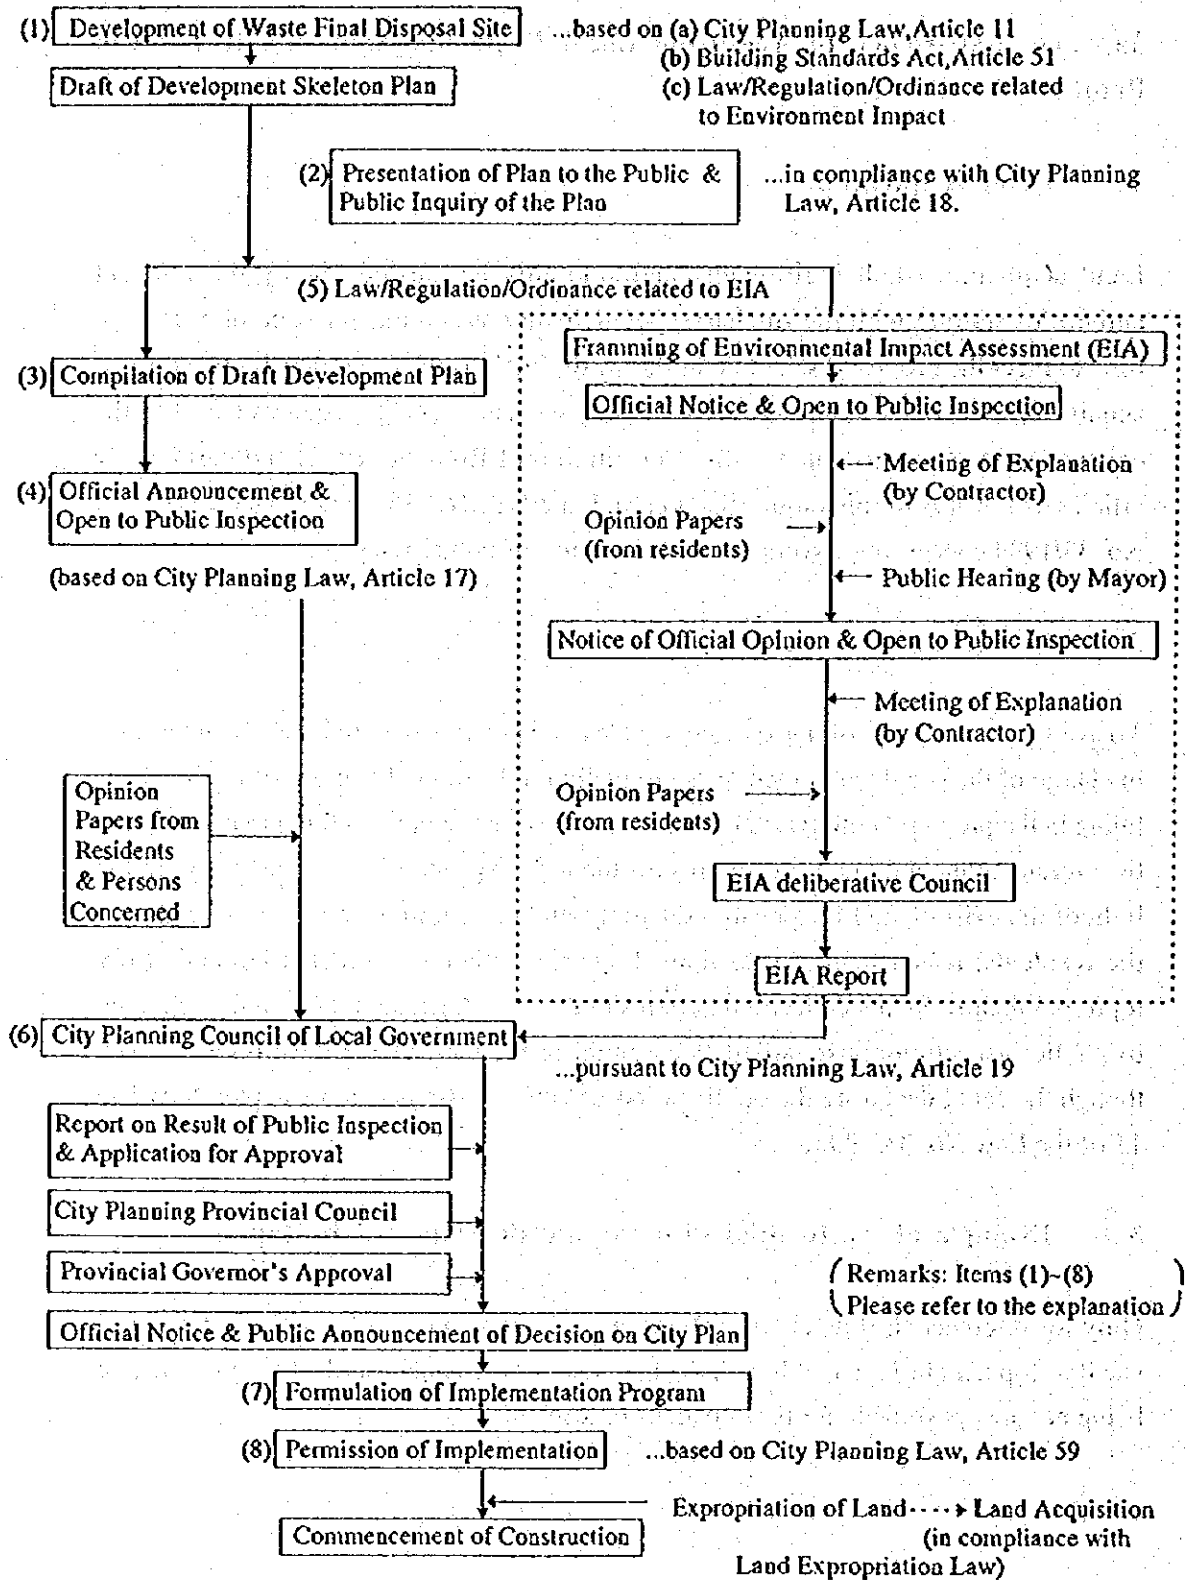 (1) Development of Waste Final Disposal Site ...based on (a) City Planning Law,Article 11
(b) Building Standards Act,Article 51
Draft of Development Skeleton Plan
(c) Law/Regulation/Ordinance related
to Environment Impact
(2) Presentation of Plan to the Public &
Public Inquiry of the Plan
...in compliance with City Planning
Law, Article 18.
(5) Law/Regulation/Ordinance related to EIA
(3) Compilation of Draft Development Plan
(4) Official Announcement &
Open to Public Inspection
(based on City Planning Law, Article 17)
Opinion
Papers from
Residents
& Persons
Concerned
Framming of Environmental Impact Assessment (EIA)
Official Notice & Open to Public Inspection
Meeting of Explanation
(by Contractor)
Opinion Papers
(from residents)
Public Hearing (by Mayor)
Notice of Official Opinion & Open to Public Inspection
Meeting of Explanation
(by Contractor)
Opinion Papers
(from residents)
EIA deliberative Council
EIA Report
(6) City Planning Council of Local Government
...pursuant to City Planning Law, Article 19
Report on Result of Public Inspection
& Application for Approval
City Planning Provincial Council
Provincial Governor's Approval
(Remarks: Items (1)~(8)
Please refer to the explanation)
Official Notice & Public Announcement of Decision on City Plan
(7) Formulation of Implementation Program
(8) Permission of Implementation ...based on City Planning Law, Article 59
Expropriation of Land Land Acquisition
(in compliance with
Land Expropriation Law)
Commencement of Construction